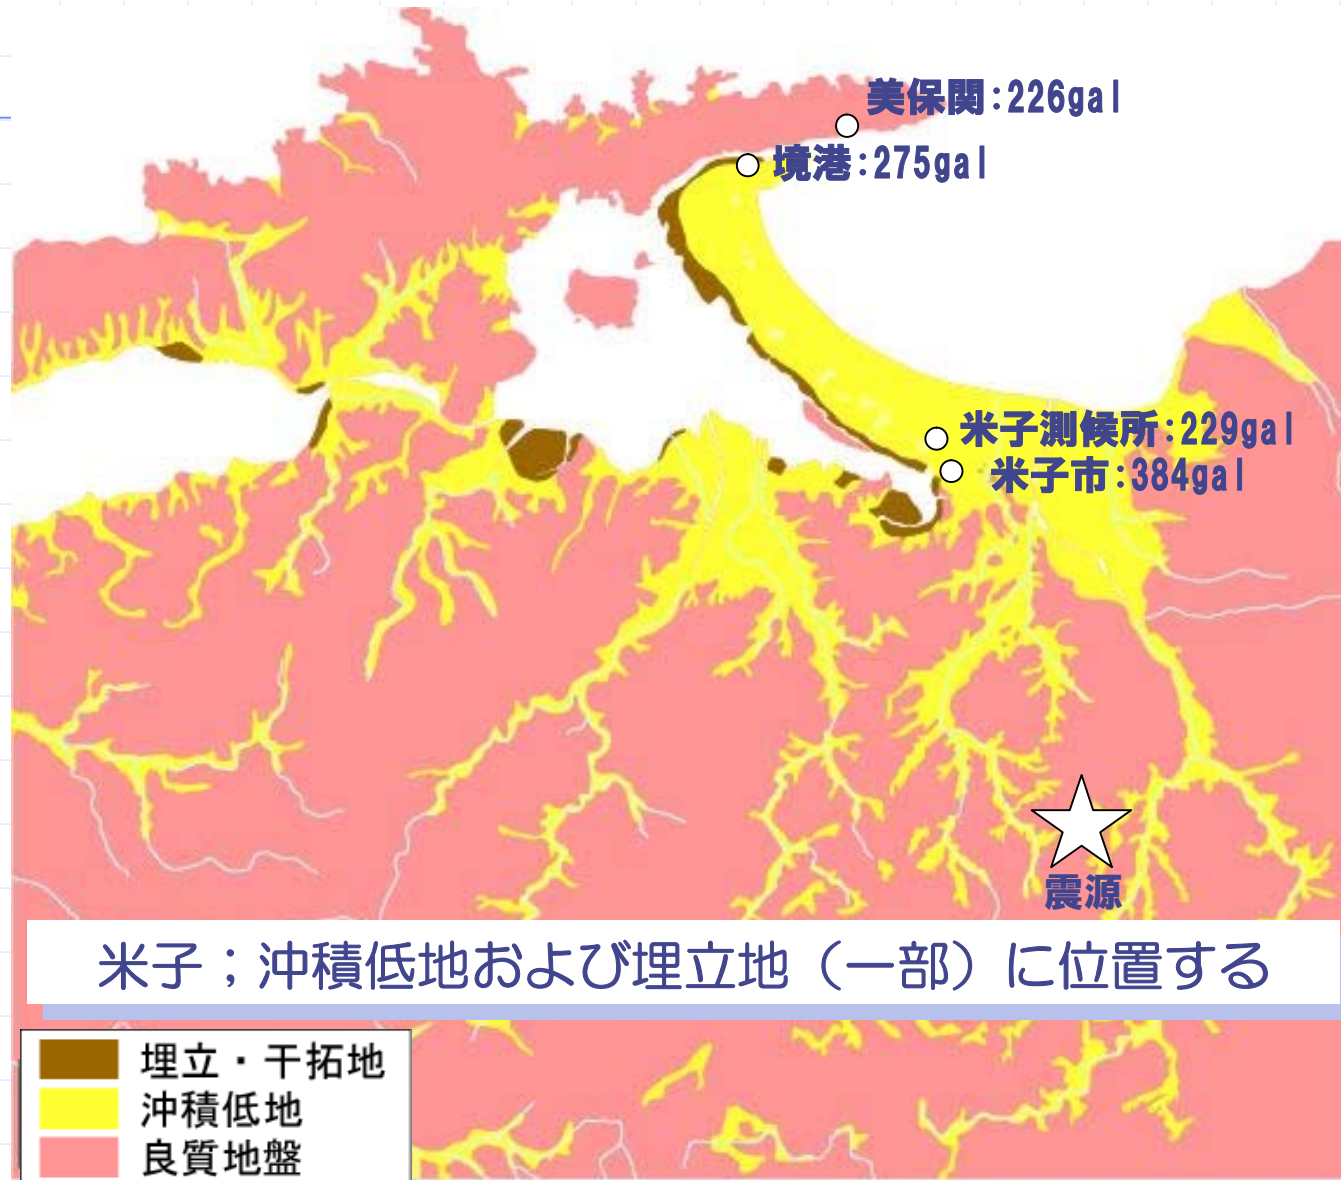 美保関:226gal
境港:275gal
米子測候所:229gal
米子市:384gal
震源
米子;沖積低地および埋立地(一部)に位置する
埋立・干拓地
沖積低地
良質地盤